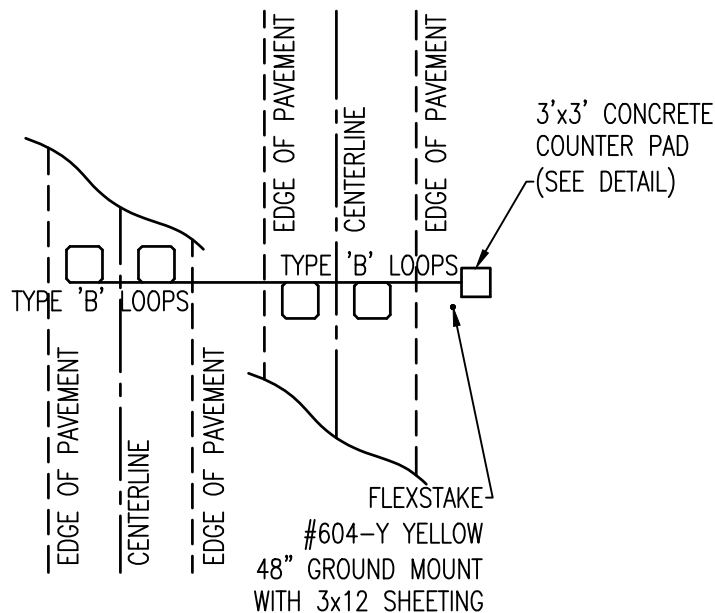 EDGE OF PAVEMENT
CENTERLINE
EDGE OF PAVEMENT
3'x3' CONCRETE
COUNTER PAD
(SEE DETAIL)
TYPE 'B' LOOPS
TYPE 'B' LOOPS
EDGE OF PAVEMENT
CENTERLINE
EDGE OF PAVEMENT
FLEXSTAKE
#604-Y YELLOW
48" GROUND MOUNT
WITH 3x12 SHEETING